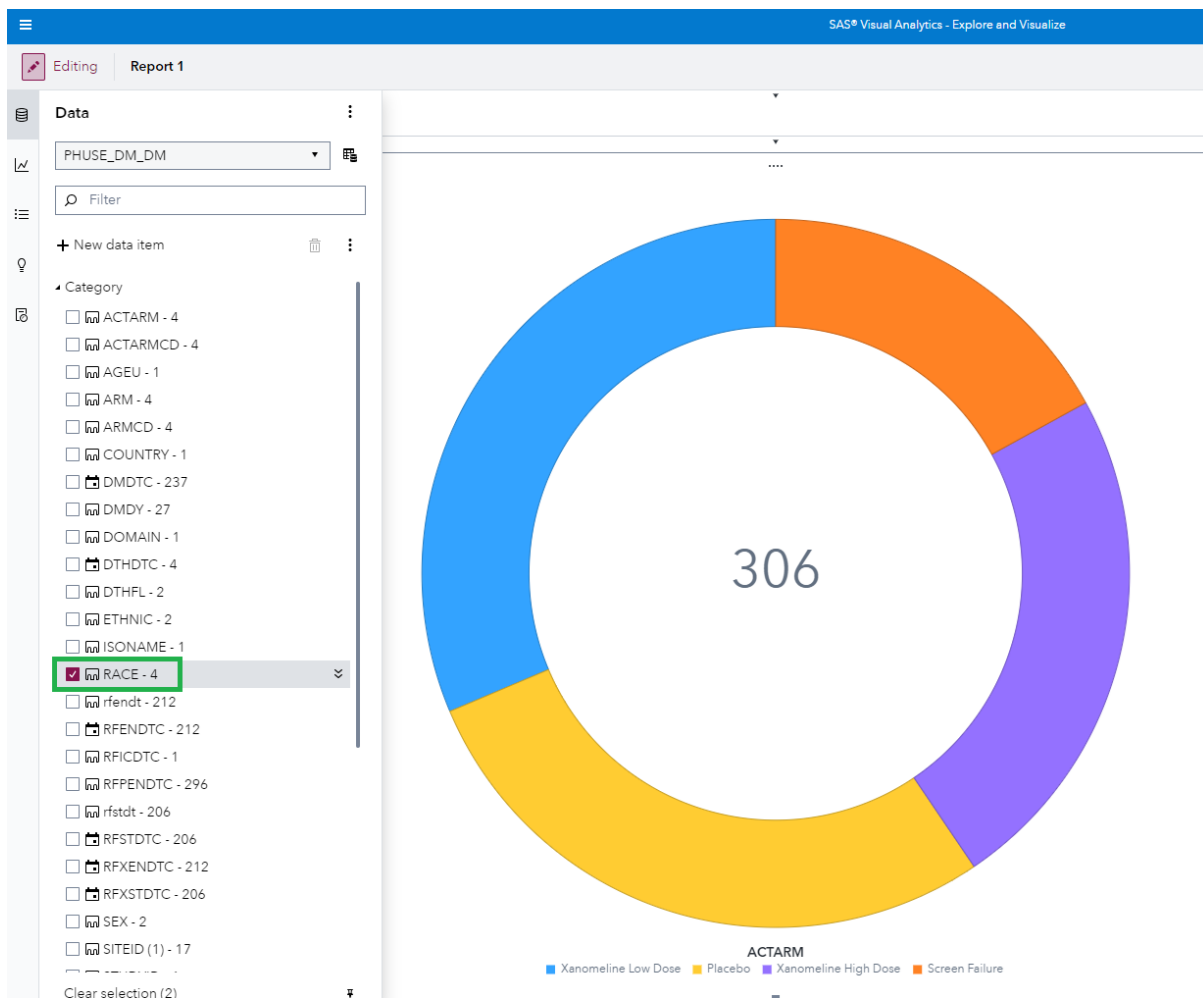 SAS® Visual Analytics - Explore and Visualize
Editing
Report 1
Data
PHUSE_DM_DM
Filter
New data item
Category
ACTARM - 4
ACTARMCD - 4
AGEU - 1
ARM - 4
ARMCD - 4
COUNTRY - 1
DMDTC - 237
DMDY - 27
DOMAIN - 1
DTHDTC - 4
DTHFL - 2
ETHNIC - 2
ISONAME - 1
RACE - 4
rfendt - 212
RFENDTC - 212
RFICDTC - 1
RFPENDTC - 296
rfstdt - 206
RFSTDTC - 206
RFXENDTC - 212
RFXSTDTC - 206
SEX - 2
SITEID (1) - 17
Clear selection (2)
306
ACTARM
Xanomeline Low Dose Placebo Xanomeline High Dose Screen Failure